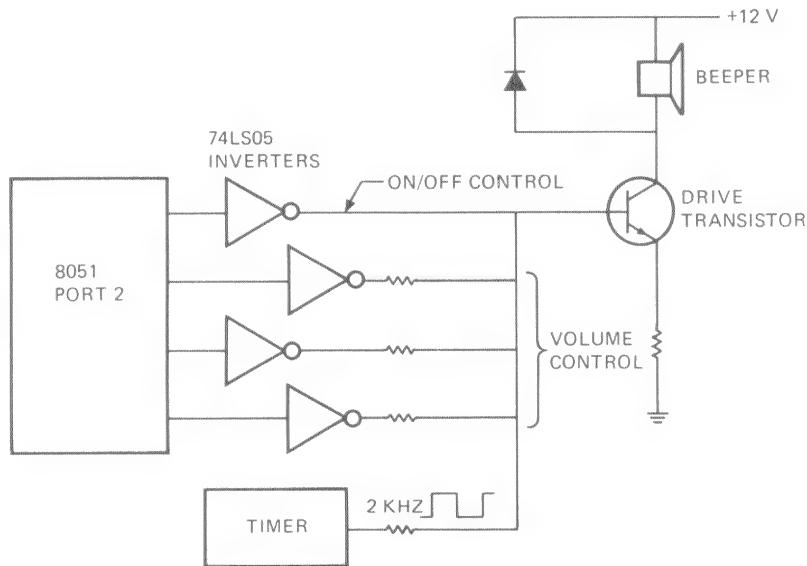 +12 V
BEEPER
74LS05
INVERTERS
ON/OFF CONTROL
DRIVE
TRANSISTOR
8051
PORT 2
VOLUME
CONTROL
2 KHZ
TIMER